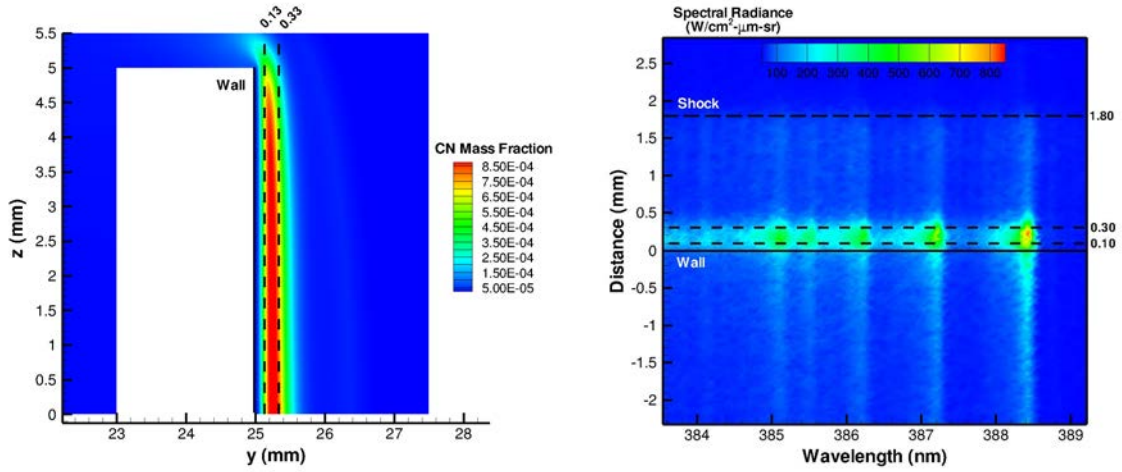 0.13
0.33
5.5
5
4.5
4
3.5
3
2.5
2
1.5
1
0.5
0
z (mm)
Wall
23
24
25
26
27
28
y (mm)
CN Mass Fraction
8.50E-04
7.50E-04
6.50E-04
5.50E-04
4.50E-04
3.50E-04
2.50E-04
1.50E-04
5.00E-05
Spectral Radiance
(W/cm²-μm-sr)
100 200 300 400 500 600 700 800
2.5
2
1.5
1
0.5
0
-0.5
-1
-1.5
-2
Distance (mm)
Shock
1.80
0.30
0.10
Wall
384 385 386 387 388 389
Wavelength (nm)